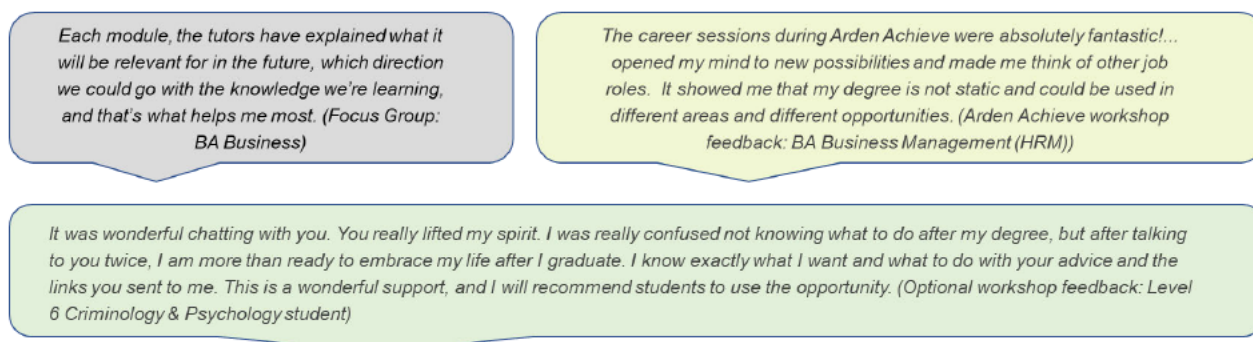 Each module, the tutors have explained what it
will be relevant for in the future, which direction
we could go with the knowledge we're learning,
and that's what helps me most. (Focus Group:
BA Business)
The career sessions during Arden Achieve were absolutely fantastic!...
opened my mind to new possibilities and made me think of other job
roles.  It showed me that my degree is not static and could be used in
different areas and different opportunities. (Arden Achieve workshop
feedback: BA Business Management (HRM))
It was wonderful chatting with you. You really lifted my spirit. I was really confused not knowing what to do after my degree, but after talking
to you twice, I am more than ready to embrace my life after I graduate. I know exactly what I want and what to do with your advice and the
links you sent to me. This is a wonderful support, and I will recommend students to use the opportunity. (Optional workshop feedback: Level
6 Criminology & Psychology student)